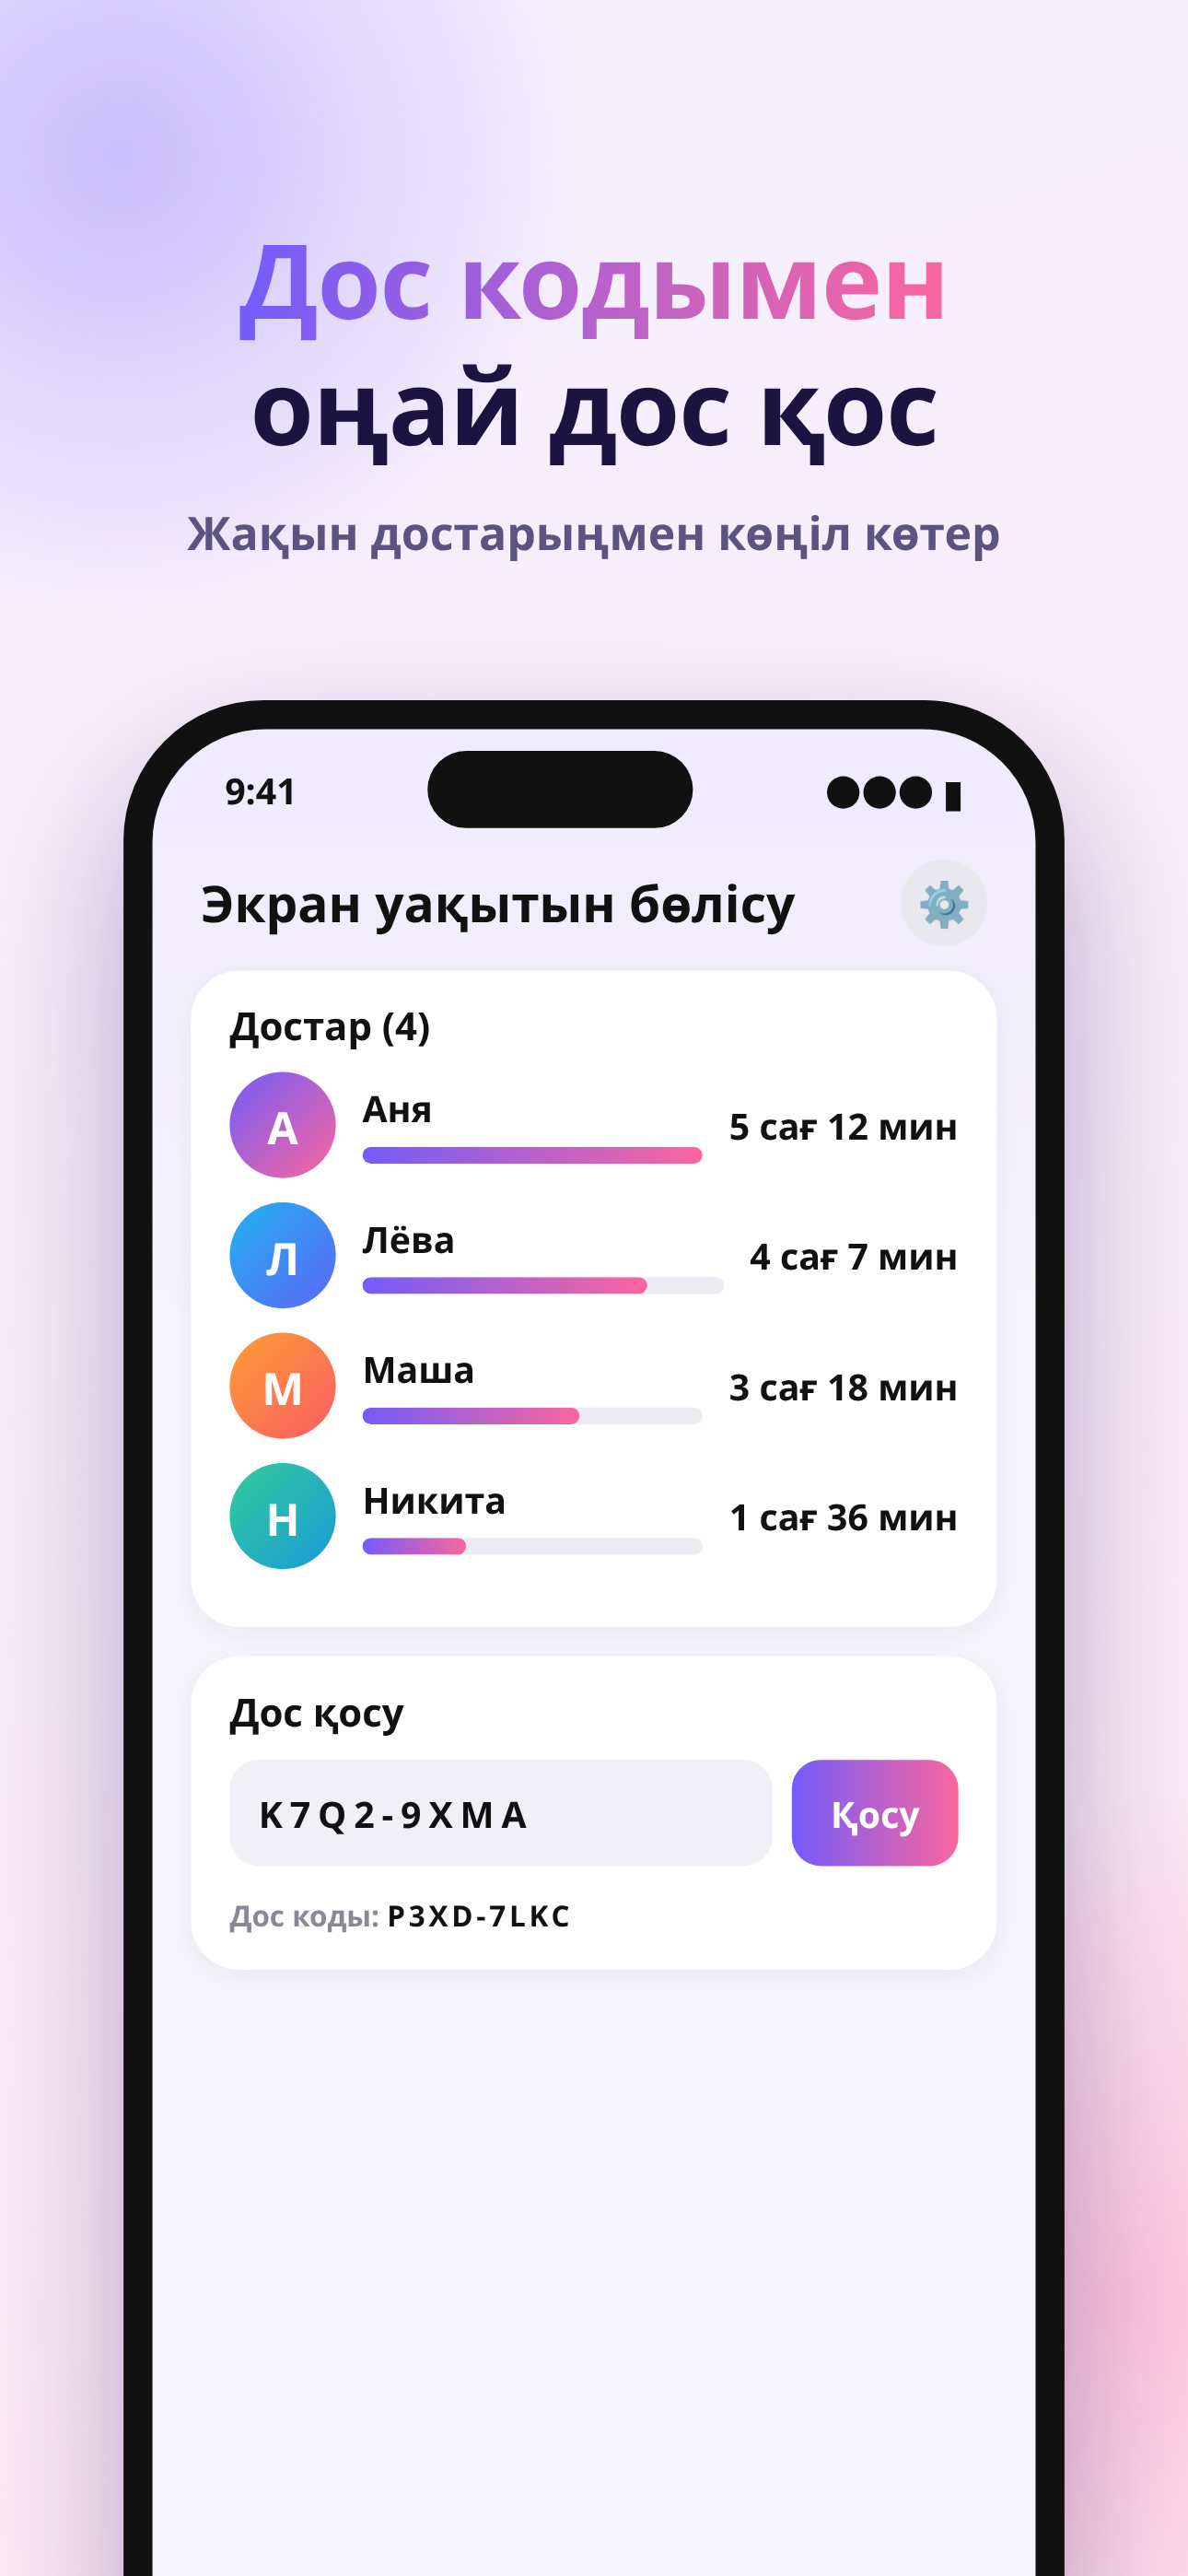 Дос кодымен
оңай дос қос
Жақын достарыңмен көңіл көтер
9:41
Экран уақытын бөлісу
Достар (4)
А
Аня
5 сағ 12 мин
Л
Лёва
4 сағ 7 мин
М
Маша
3 сағ 18 мин
Н
Никита
1 сағ 36 мин
Дос қосу
K7Q2-9XMA
Қосу
Дос коды: P3XD-7LKC